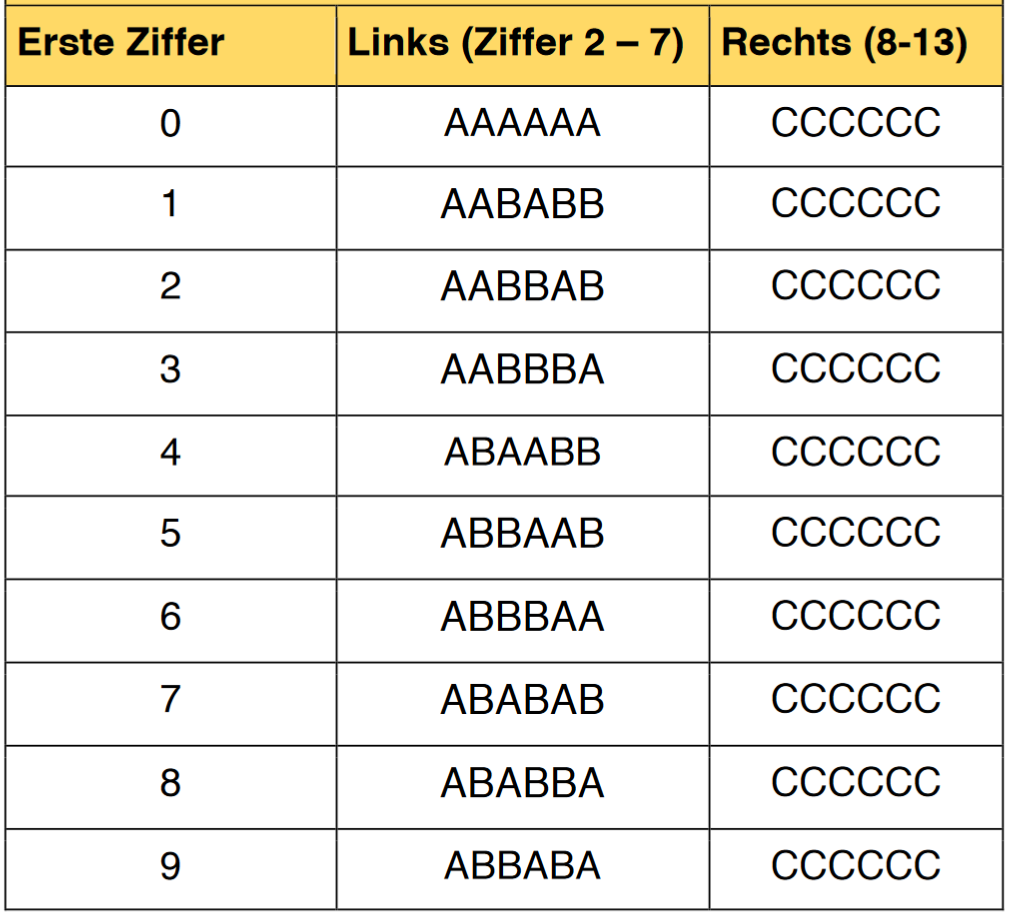 Erste Ziffer Links (Ziffer 2 – 7) Rechts (8-13)
0 AAAAAA CCCCCC
1 AABABB CCCCCC
2 AABBAB CCCCCC
3 AABBBA CCCCCC
4 ABAABB CCCCCC
5 ABBAAB CCCCCC
6 ABBBAA CCCCCC
7 ABABAB CCCCCC
8 ABABBA CCCCCC
9 ABBABA CCCCCC